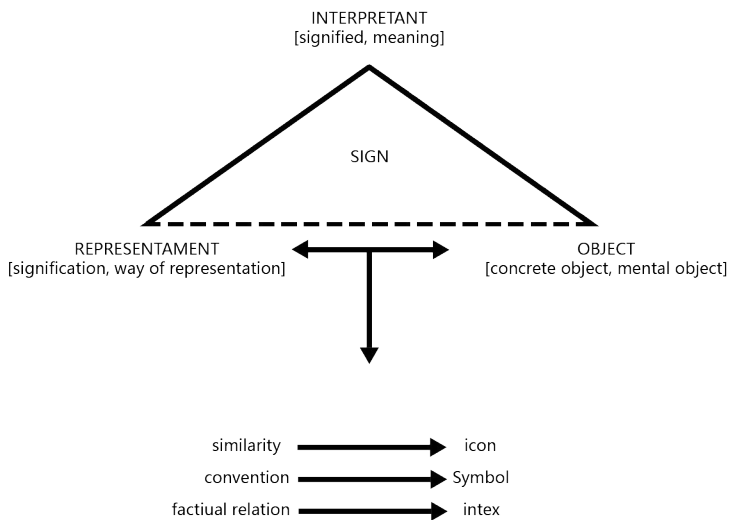 INTERPRETANT
[signified, meaning]
SIGN
REPRESENTAMENT
[signification, way of representation]
OBJECT
[concrete object, mental object]
similarity
icon
convention
Symbol
factiual relation
intex